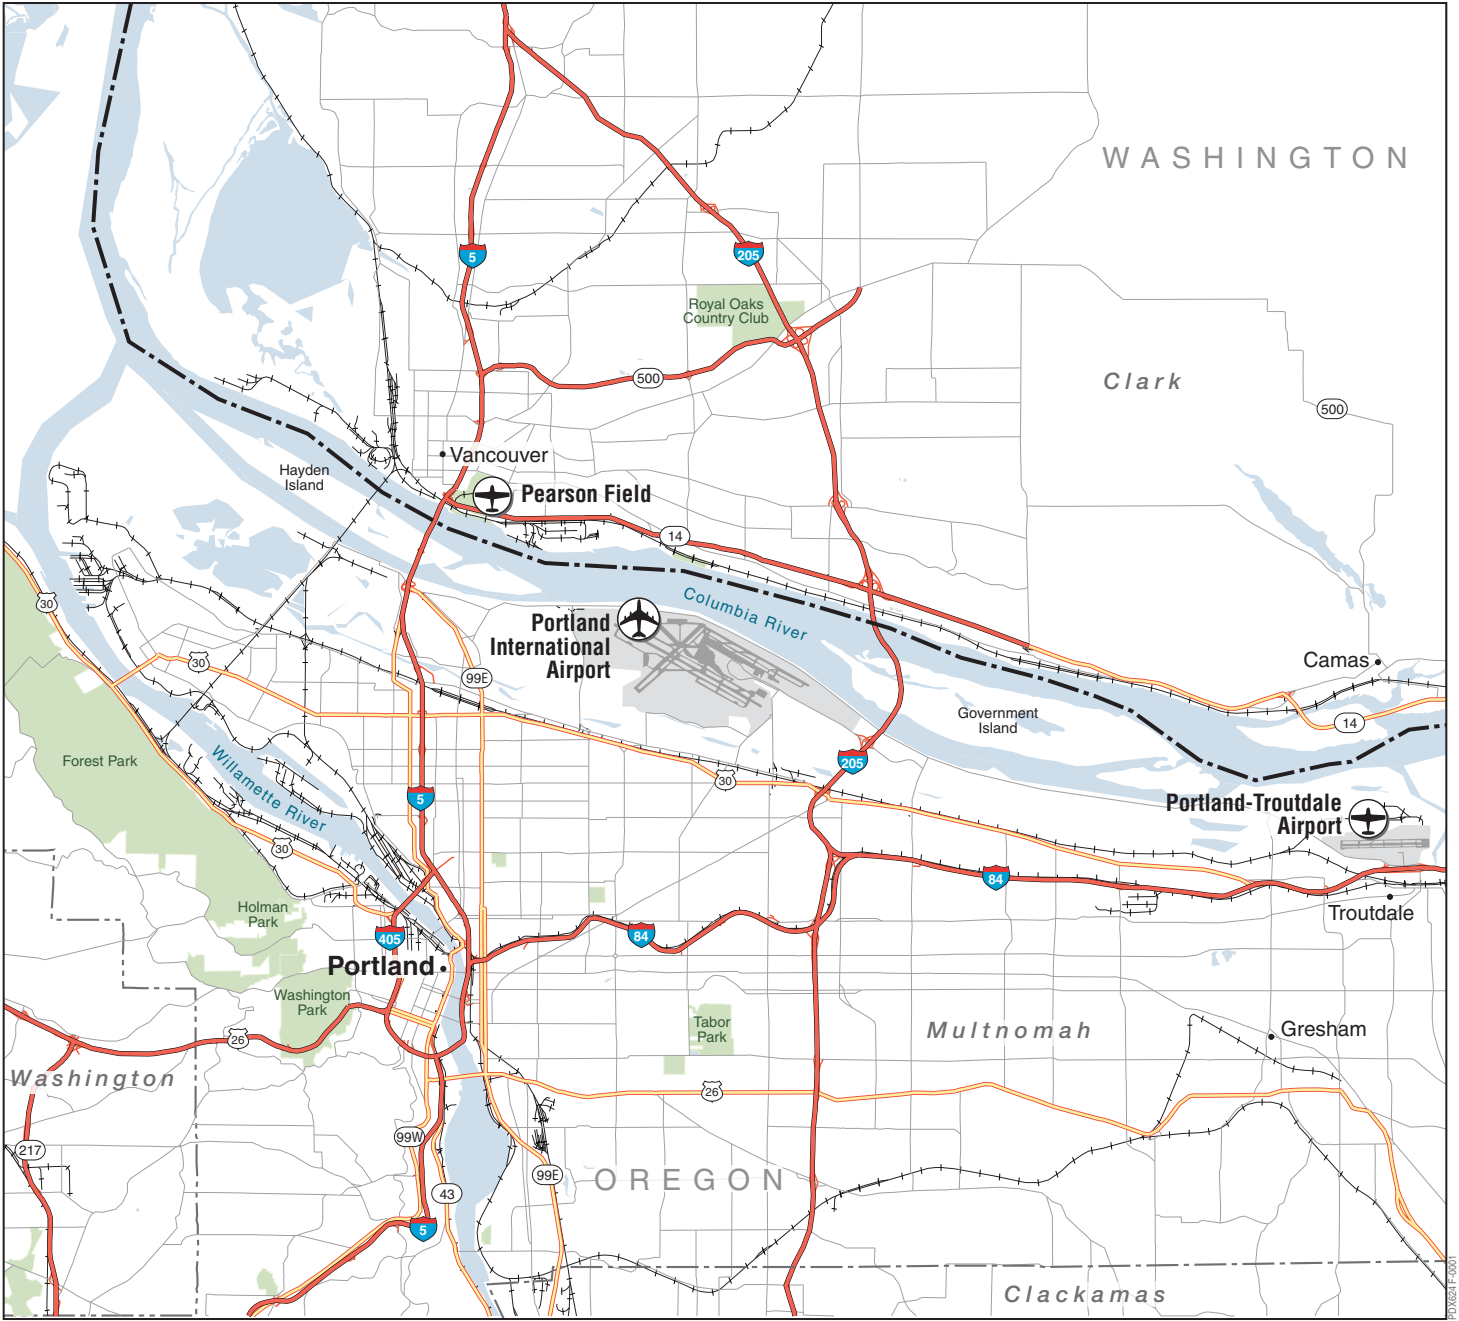 WASHINGTON
5
205
Royal Oaks
Country Club
500
Clark
500
Vancouver
Hayden
Island
Pearson Field
14
30
Columbia River
Portland
International
Airport
30
99E
Camas
Government
Island
14
Forest Park
Willamette River
205
30
5
Portland-Troutdale
Airport
30
84
Troutdale
Holman
Park
405
84
Portland
Washington
Park
Tabor
Park
Multnomah
Gresham
26
Washington
26
99W
217
99E
OREGON
43
5
Clackamas
PDX624 F-0001